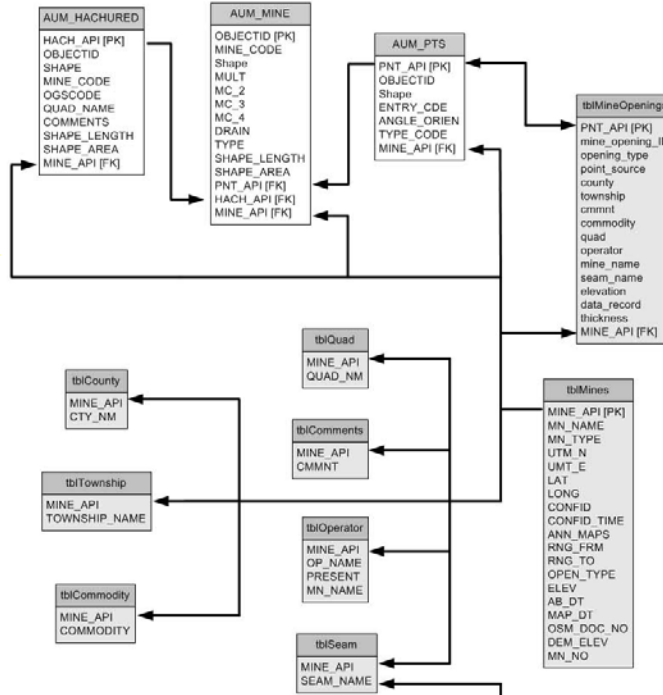 AUM_HACHURED
HACH_API [PK]
OBJECTID
SHAPE
MINE_CODE
OGSCODE
QUAD_NAME
COMMENTS
SHAPE_LENGTH
SHAPE_AREA
MINE_API [FK]
AUM_MINE
OBJECTID [PK]
MINE_CODE
Shape
MULT
MC_2
MC_3
MC_4
DRAIN
TYPE
SHAPE_LENGTH
SHAPE_AREA
PNT_API [FK]
HACH_API [FK]
MINE_API [FK]
AUM_PTS
PNT_API [PK]
OBJECTID
Shape
ENTRY_CDE
ANGLE_ORIEN
TYPE_CODE
MINE_API [FK]
tblMineOpenings
PNT_API [PK]
mine_opening_I
opening_type
point_source
county
township
cmmnt
commodity
quad
operator
mine_name
seam_name
elevation
data_record
thickness
MINE_API [FK]
tblQuad
MINE_API
QUAD_NM
tblCounty
MINE_API
CTY_NM
tblComments
MINE_API
CMMNT
tblTownship
MINE_API
TOWNSHIP_NAME
tblOperator
MINE_API
OP_NAME
PRESENT
MN_NAME
tblCommodity
MINE_API
COMMODITY
tblSeam
MINE_API
SEAM_NAME
tblMines
MINE_API [PK]
MN_NAME
MN_TYPE
UTM_N
UMT_E
LAT
LONG
CONFID
CONFID_TIME
ANN_MAPS
RNG_FRM
RNG_TO
OPEN_TYPE
ELEV
AB_DT
MAP_DT
OSM_DOC_NO
DEM_ELEV
MN_NO